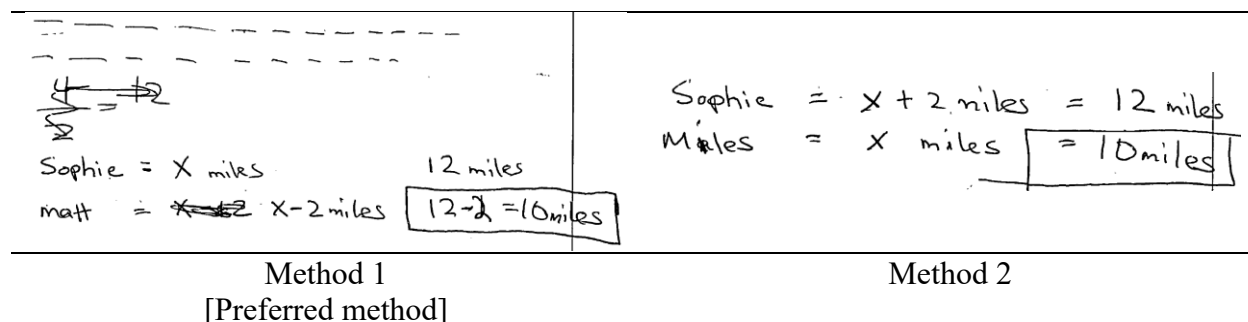 Sophie = X miles 12 miles
matt = X-2 miles 12-2 = 10 miles
Method 1
[Preferred method]
Sophie = X + 2 miles = 12 miles
Miles = X miles = 10 miles
Method 2